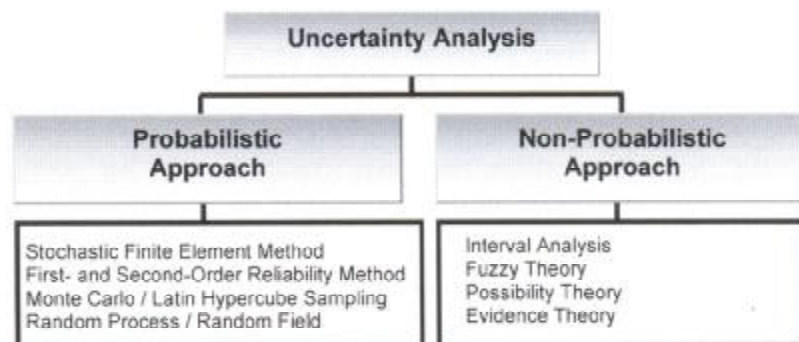 Uncertainty Analysis
Probabilistic
Approach
Stochastic Finite Element Method
First- and Second-Order Reliability Method
Monte Carlo / Latin Hypercube Sampling
Random Process / Random Field
Non-Probabilistic
Approach
Interval Analysis
Fuzzy Theory
Possibility Theory
Evidence Theory